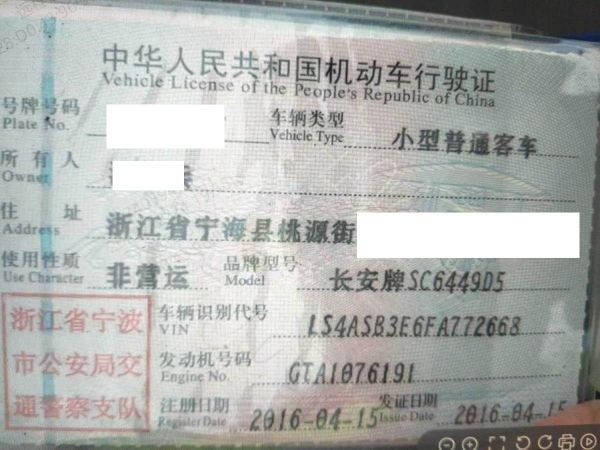 中华人民共和国机动车行驶证
Vehicle License of the People's Republic of China
号牌号码 车辆类型 小型普通客车
Plate No. Vehicle Type
所有人
Owner
住址 浙江省宁海县桃源街
Address
使用性质 非营运 品牌型号 长安牌SC6449D5
Use Character Model
浙江省宁波
市公安局交
通警察支队
车辆识别代号 LS4ASB3E6FA772668
VIN
发动机号码 GTA1076191
Engine No.
注册日期 2016-04-15 发证日期 2016-04-15
Register Date Issue Date